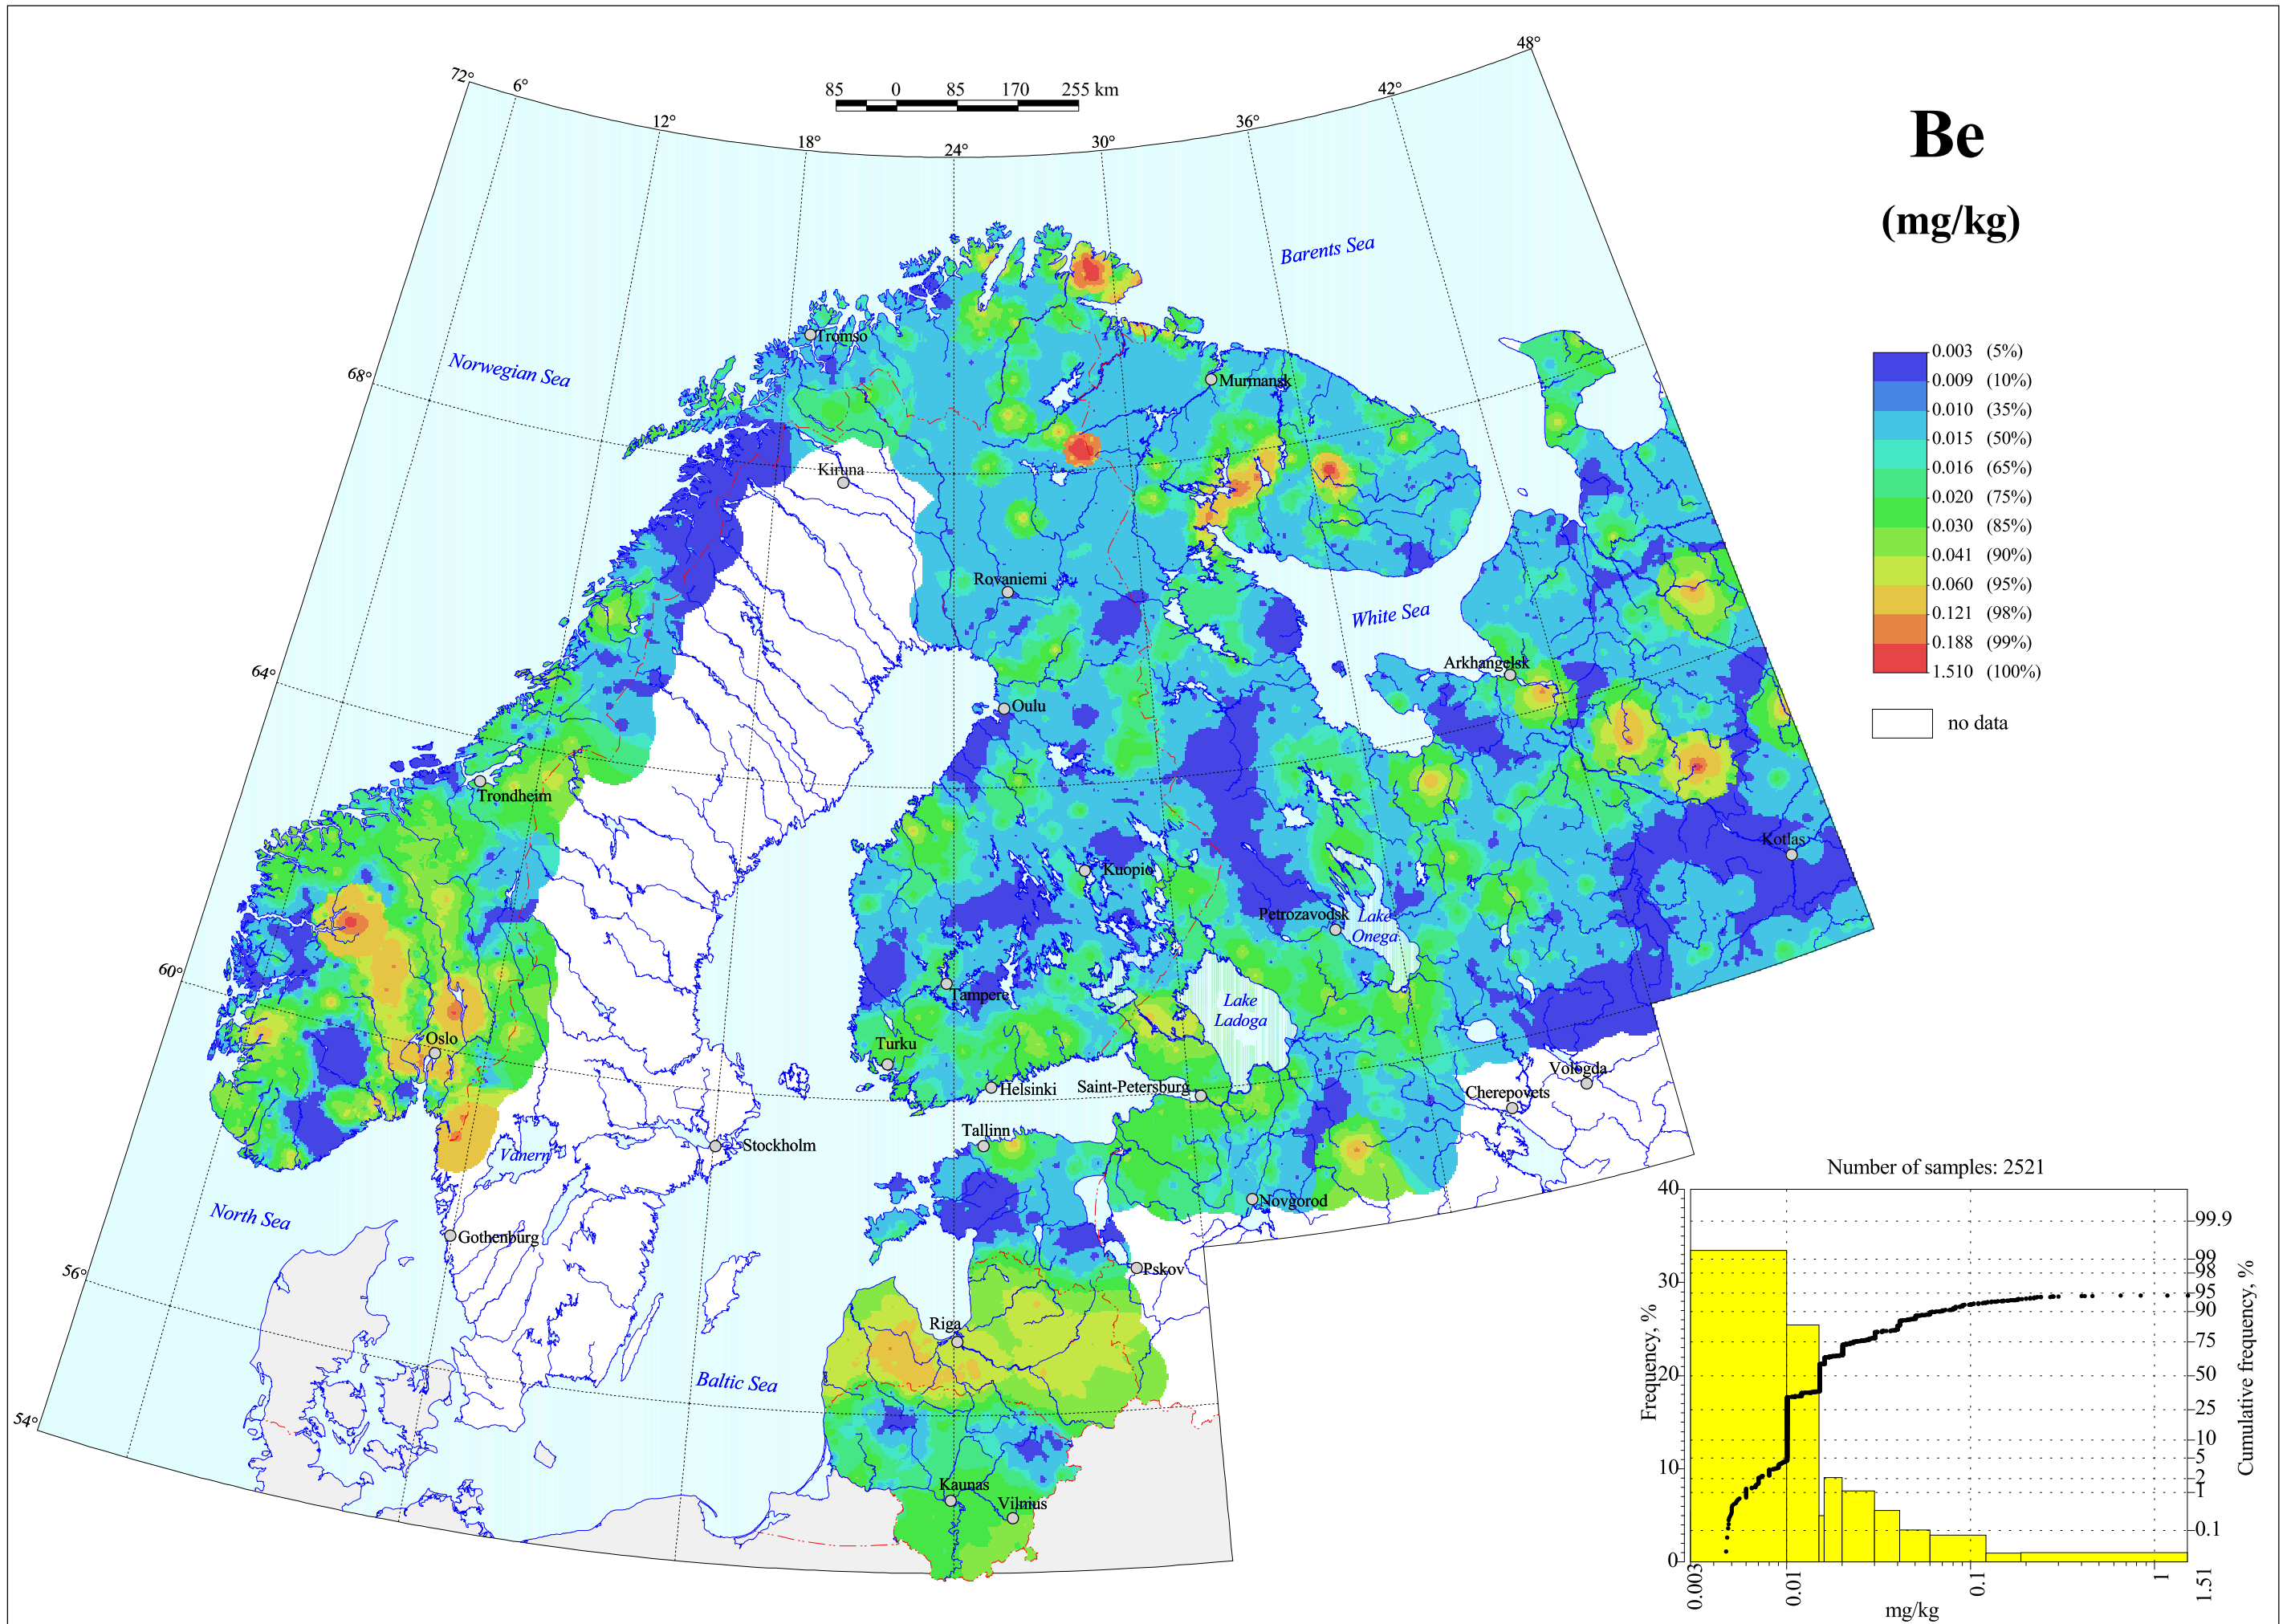 48°
72°
6°
42°
85 0 85 170 255 km
12°
36°
18°
30°
24°
Be
(mg/kg)
Barents Sea
Tromso
Norwegian Sea
68°
Murmansk
Kiruna
Rovaniemi
White Sea
Arkhangelsk
64°
Oulu
Trondheim
Kotlas
Kuopio
Petrozavodsk
Lake
Onega
60°
Tampere
Lake
Ladoga
Oslo
Turku
Helsinki
Saint-Petersburg
Vologda
Cherepovets
Tallinn
Stockholm
Vanern
Novgorod
North Sea
Gothenburg
Pskov
56°
Riga
Baltic Sea
54°
Kaunas
Vilnius
0.003 (5%)
0.009 (10%)
0.010 (35%)
0.015 (50%)
0.016 (65%)
0.020 (75%)
0.030 (85%)
0.041 (90%)
0.060 (95%)
0.121 (98%)
0.188 (99%)
1.510 (100%)
no data
Number of samples: 2521
40
30
20
10
0
Frequency, %
99.9
99
98
95
90
75
50
25
10
5
2
1
0.1
Cumulative frequency, %
0.003
0.01
0.1
1
1.51
mg/kg